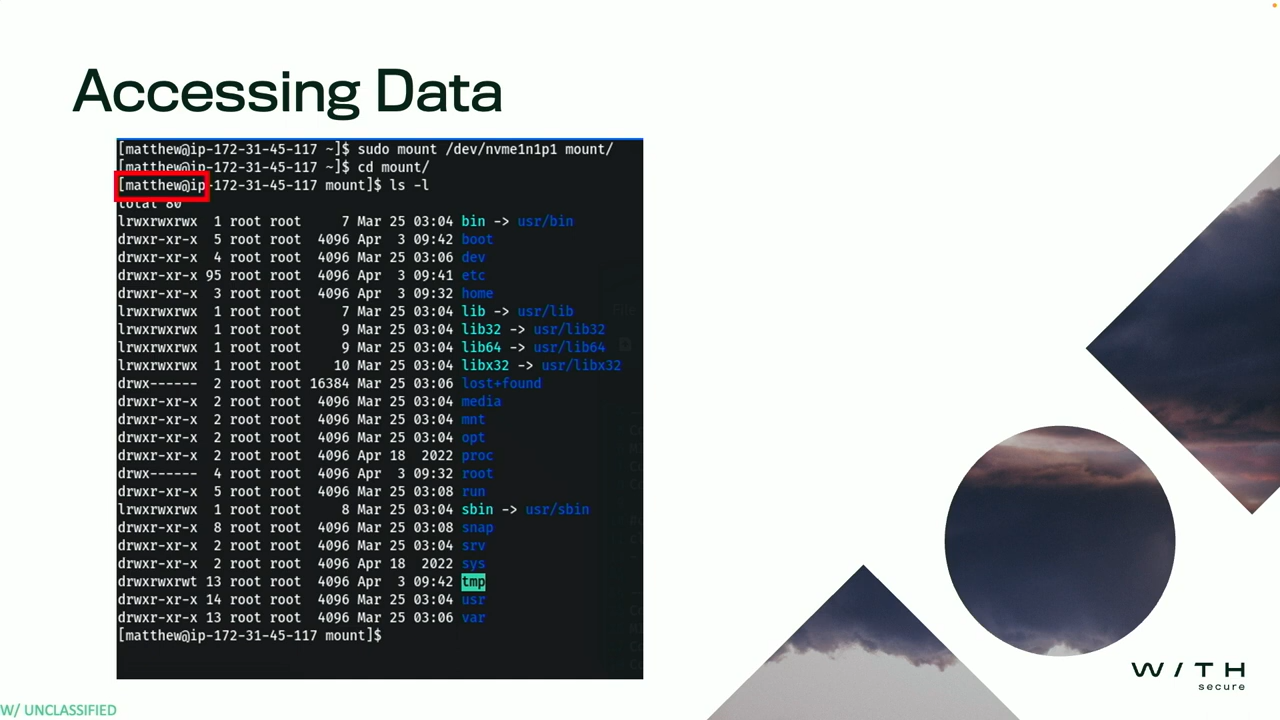 Accessing Data
[matthew@ip-172-31-45-117 ~]$ sudo mount /dev/nvme1n1p1 mount/
[matthew@ip-172-31-45-117 ~]$ cd mount/
[matthew@ip-172-31-45-117 mount]$ ls -l
total 80
lrwxrwxrwx  1 root root     7 Mar 25 03:04 bin -> usr/bin
drwxr-xr-x  5 root root  4096 Apr  3 09:42 boot
drwxr-xr-x  4 root root  4096 Mar 25 03:06 dev
drwxr-xr-x 95 root root  4096 Apr  3 09:41 etc
drwxr-xr-x  3 root root  4096 Apr  3 09:32 home
lrwxrwxrwx  1 root root     7 Mar 25 03:04 lib -> usr/lib
lrwxrwxrwx  1 root root     9 Mar 25 03:04 lib32 -> usr/lib32
lrwxrwxrwx  1 root root     9 Mar 25 03:04 lib64 -> usr/lib64
lrwxrwxrwx  1 root root    10 Mar 25 03:04 libx32 -> usr/libx32
drwx------  2 root root 16384 Mar 25 03:06 lost+found
drwxr-xr-x  2 root root  4096 Mar 25 03:04 media
drwxr-xr-x  2 root root  4096 Mar 25 03:04 mnt
drwxr-xr-x  2 root root  4096 Mar 25 03:04 opt
drwxr-xr-x  2 root root  4096 Apr 18  2022 proc
drwx------  4 root root  4096 Apr  3 09:32 root
drwxr-xr-x  5 root root  4096 Mar 25 03:08 run
lrwxrwxrwx  1 root root     8 Mar 25 03:04 sbin -> usr/sbin
drwxr-xr-x  8 root root  4096 Mar 25 03:08 snap
drwxr-xr-x  2 root root  4096 Mar 25 03:04 srv
drwxr-xr-x  2 root root  4096 Apr 18  2022 sys
drwxrwxrwt 13 root root  4096 Apr  3 09:42 tmp
drwxr-xr-x 14 root root  4096 Mar 25 03:04 usr
drwxr-xr-x 13 root root  4096 Mar 25 03:06 var
[matthew@ip-172-31-45-117 mount]$
W/TH
secure
W/ UNCLASSIFIED